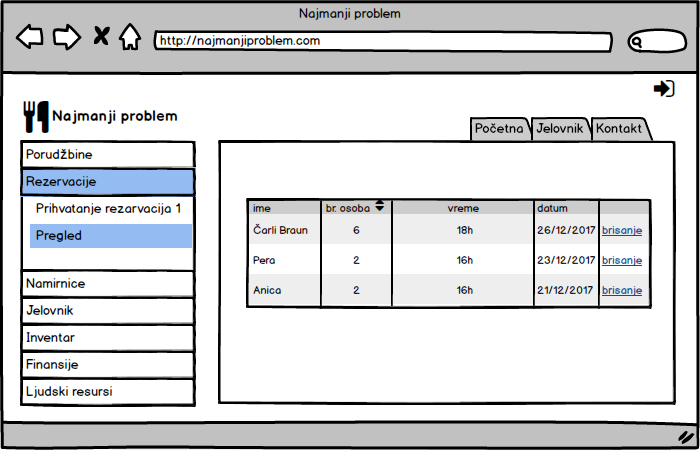 Najmanji problem
http://najmanjiproblem.com
Najmanji problem
Početna Jelovnik Kontakt
Porudžbine
Rezervacije
Prihvatanje rezarvacija 1
Pregled
Namirnice
Jelovnik
Inventar
Finansije
Ljudski resursi
ime br. osoba vreme datum
Čarli Braun 6 18h 26/12/2017 brisanje
Pera 2 16h 23/12/2017 brisanje
Anica 2 16h 21/12/2017 brisanje